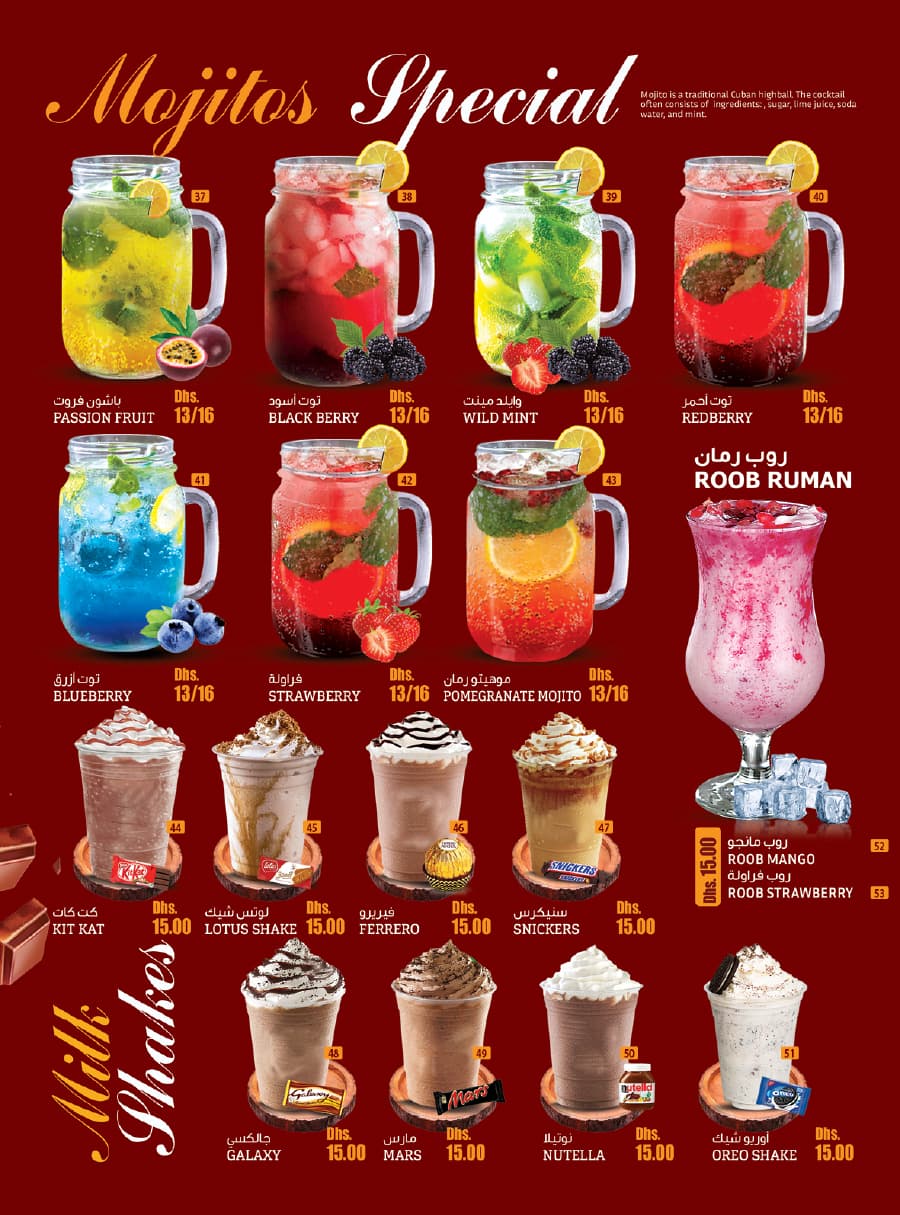 Mojitos Special
Mojito is a traditional Cuban highball. The cocktail
often consists of ingredients:, sugar, lime juice, soda
water, and mint.
37
باشون فروت
PASSION FRUIT
Dhs.
13/16
38
توت أسود
BLACK BERRY
Dhs.
13/16
39
وايلد مينت
WILD MINT
Dhs.
13/16
40
توت أحمر
REDBERRY
Dhs.
13/16
41
توت أزرق
BLUEBERRY
Dhs.
13/16
42
فراولة
STRAWBERRY
Dhs.
13/16
43
موهيتو رمان
POMEGRANATE MOJITO
Dhs.
13/16
روب رمان
ROOB RUMAN
Dhs. 15.00
روب مانجو
ROOB MANGO
52
روب فراولة
ROOB STRAWBERRY
53
Milk
Shakes
44
KitKat
كت كات
KIT KAT
Dhs.
15.00
45
Lotus
لوتس شيك
LOTUS SHAKE
Dhs.
15.00
46
فيريرو
FERRERO
Dhs.
15.00
47
SNICKERS
سنيكرس
SNICKERS
Dhs.
15.00
48
Galaxy
جالكسي
GALAXY
Dhs.
15.00
49
Mars
مارس
MARS
Dhs.
15.00
50
nutella
نوتيلا
NUTELLA
Dhs.
15.00
51
OREO
أوريو شيك
OREO SHAKE
Dhs.
15.00